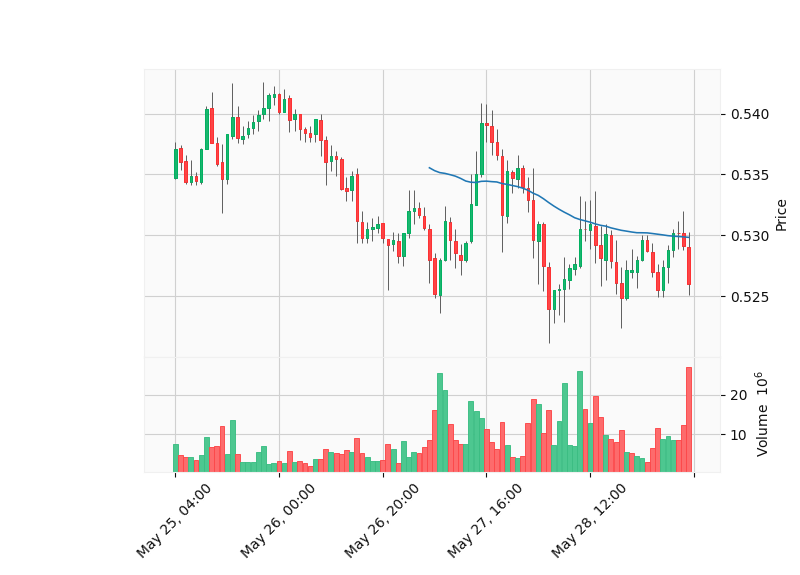 0.540
0.535
0.530
0.525
Price
20
10
Volume 10^6
May 25, 04:00
May 26, 00:00
May 26, 20:00
May 27, 16:00
May 28, 12:00